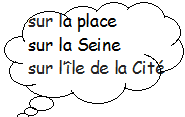 sur la place
sur la Seine
sur l'île de la Cité